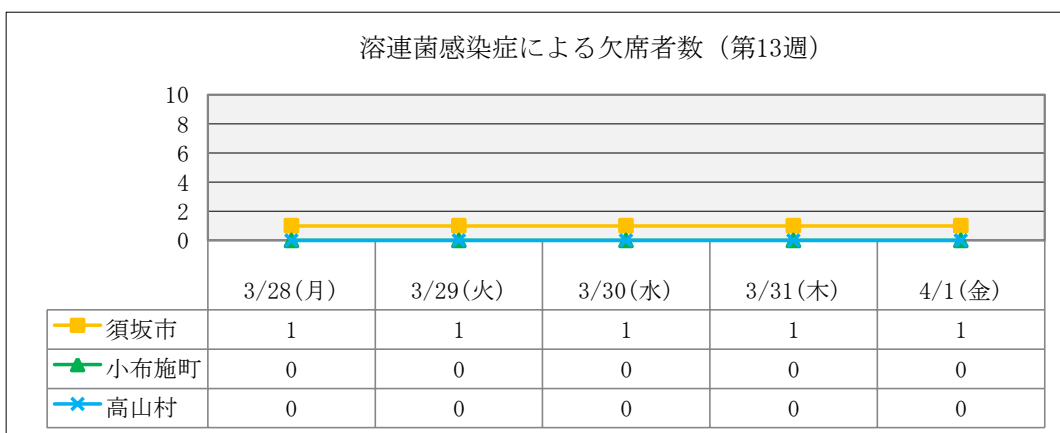 溶連菌感染症による欠席者数（第13週）
10
8
6
4
2
0
3/28(月) 3/29(火) 3/30(水) 3/31(木) 4/1(金)
須坂市 1 1 1 1 1
小布施町 0 0 0 0 0
高山村 0 0 0 0 0